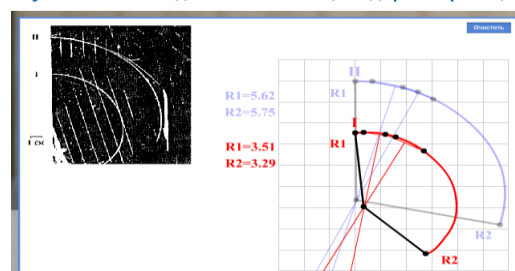 Очистить
II
I
1 см
R1=5.62
R2=5.75
R1=3.51
R2=3.29
II
R1
I
R1
R2
R2